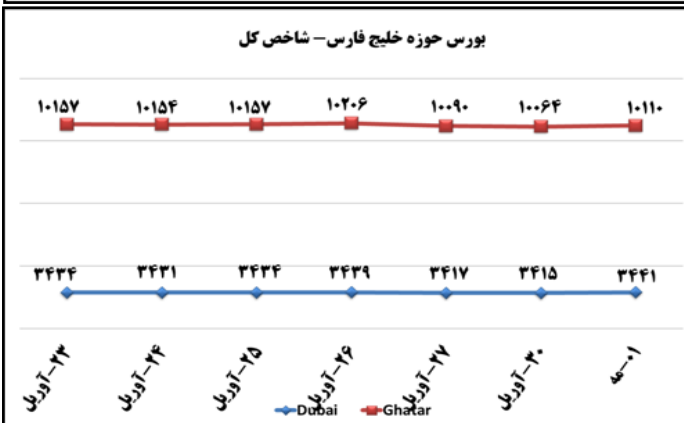 بورس حوزه خلیج فارس– شاخص کل
۱۰۱۵۷ ۱۰۱۵۴ ۱۰۱۵۷ ۱۰۲۰۶ ۱۰۰۹۰ ۱۰۰۶۴ ۱۰۱۱۰
۳۴۳۴ ۳۴۳۱ ۳۴۳۴ ۳۴۳۹ ۳۴۱۷ ۳۴۱۵ ۳۴۴۱
۲۳-آوریل ۲۴-آوریل ۲۵-آوریل ۲۶-آوریل ۲۷-آوریل ۳۰-آوریل ۰۱-مه
Dubai Ghatar